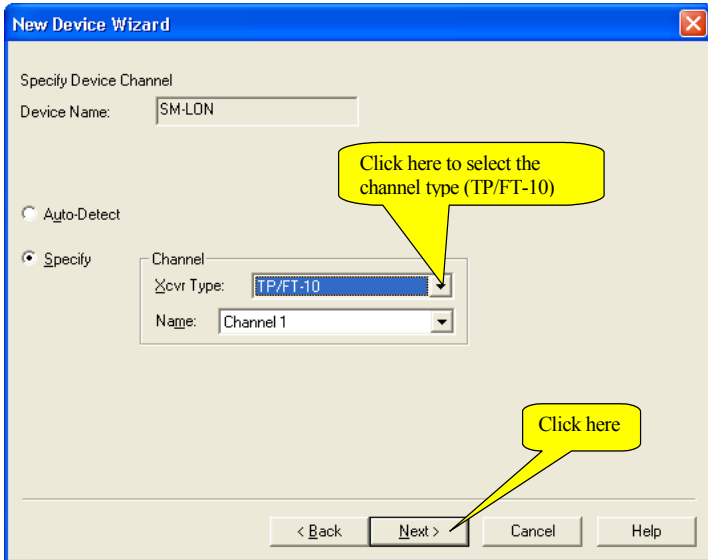 New Device Wizard
Specify Device Channel
Device Name: SM-LON
Click here to select the
channel type (TP/FT-10)
Auto-Detect
Specify
Channel
Xcvr Type: TP/FT-10
Name: Channel 1
Click here
< Back Next > Cancel Help